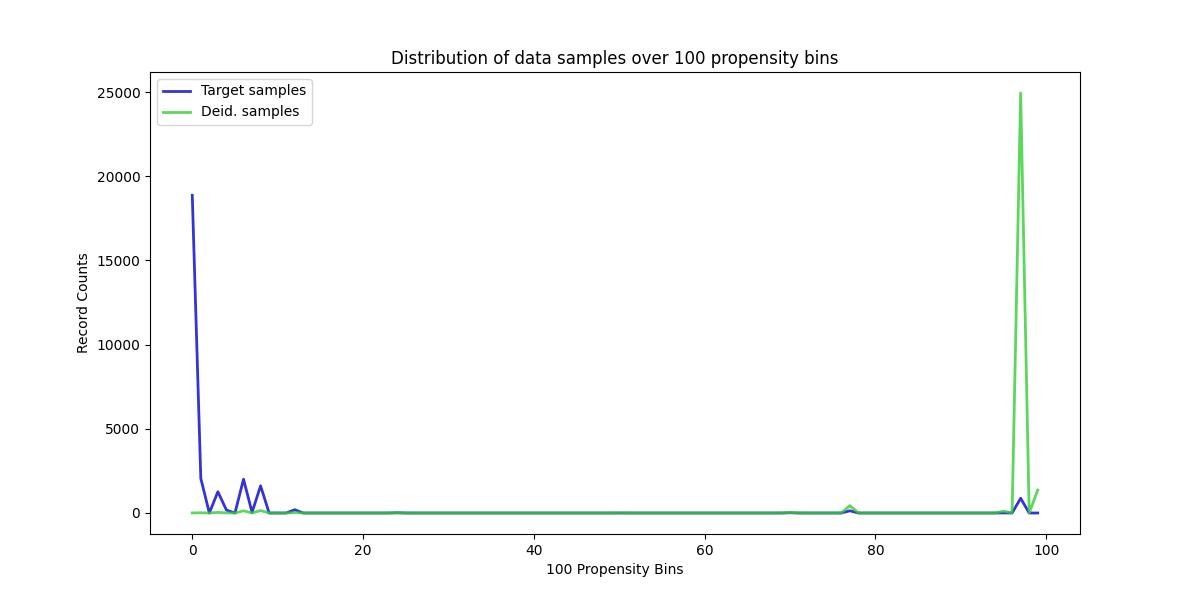 Distribution of data samples over 100 propensity bins
Target samples
Deid. samples
25000
20000
15000
10000
5000
0
Record Counts
0 20 40 60 80 100
100 Propensity Bins